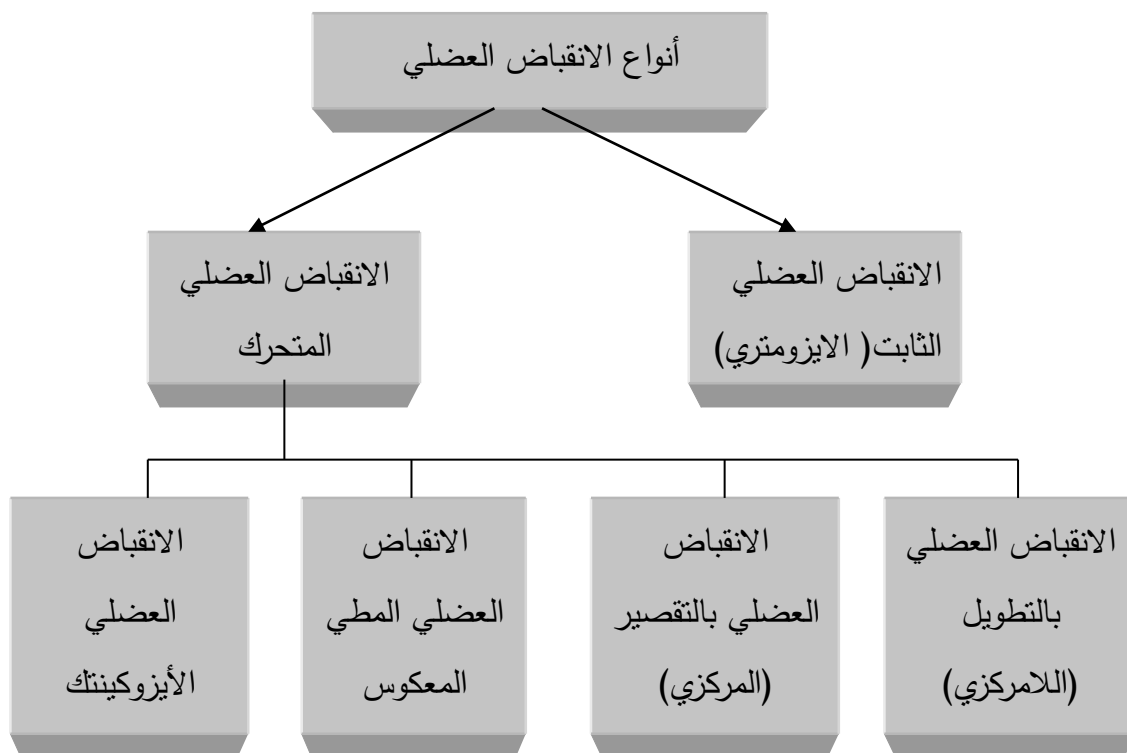 أنواع الانقباض العضلي
الانقباض العضلي
الثابت( الايزومتري)
الانقباض العضلي
المتحرك
الانقباض العضلي
بالتطويل
(اللامركزي)
الانقباض
العضلي بالتقصير
(المركزي)
الانقباض
العضلي المطي
المعكوس
الانقباض
العضلي
الأيزوكينتك